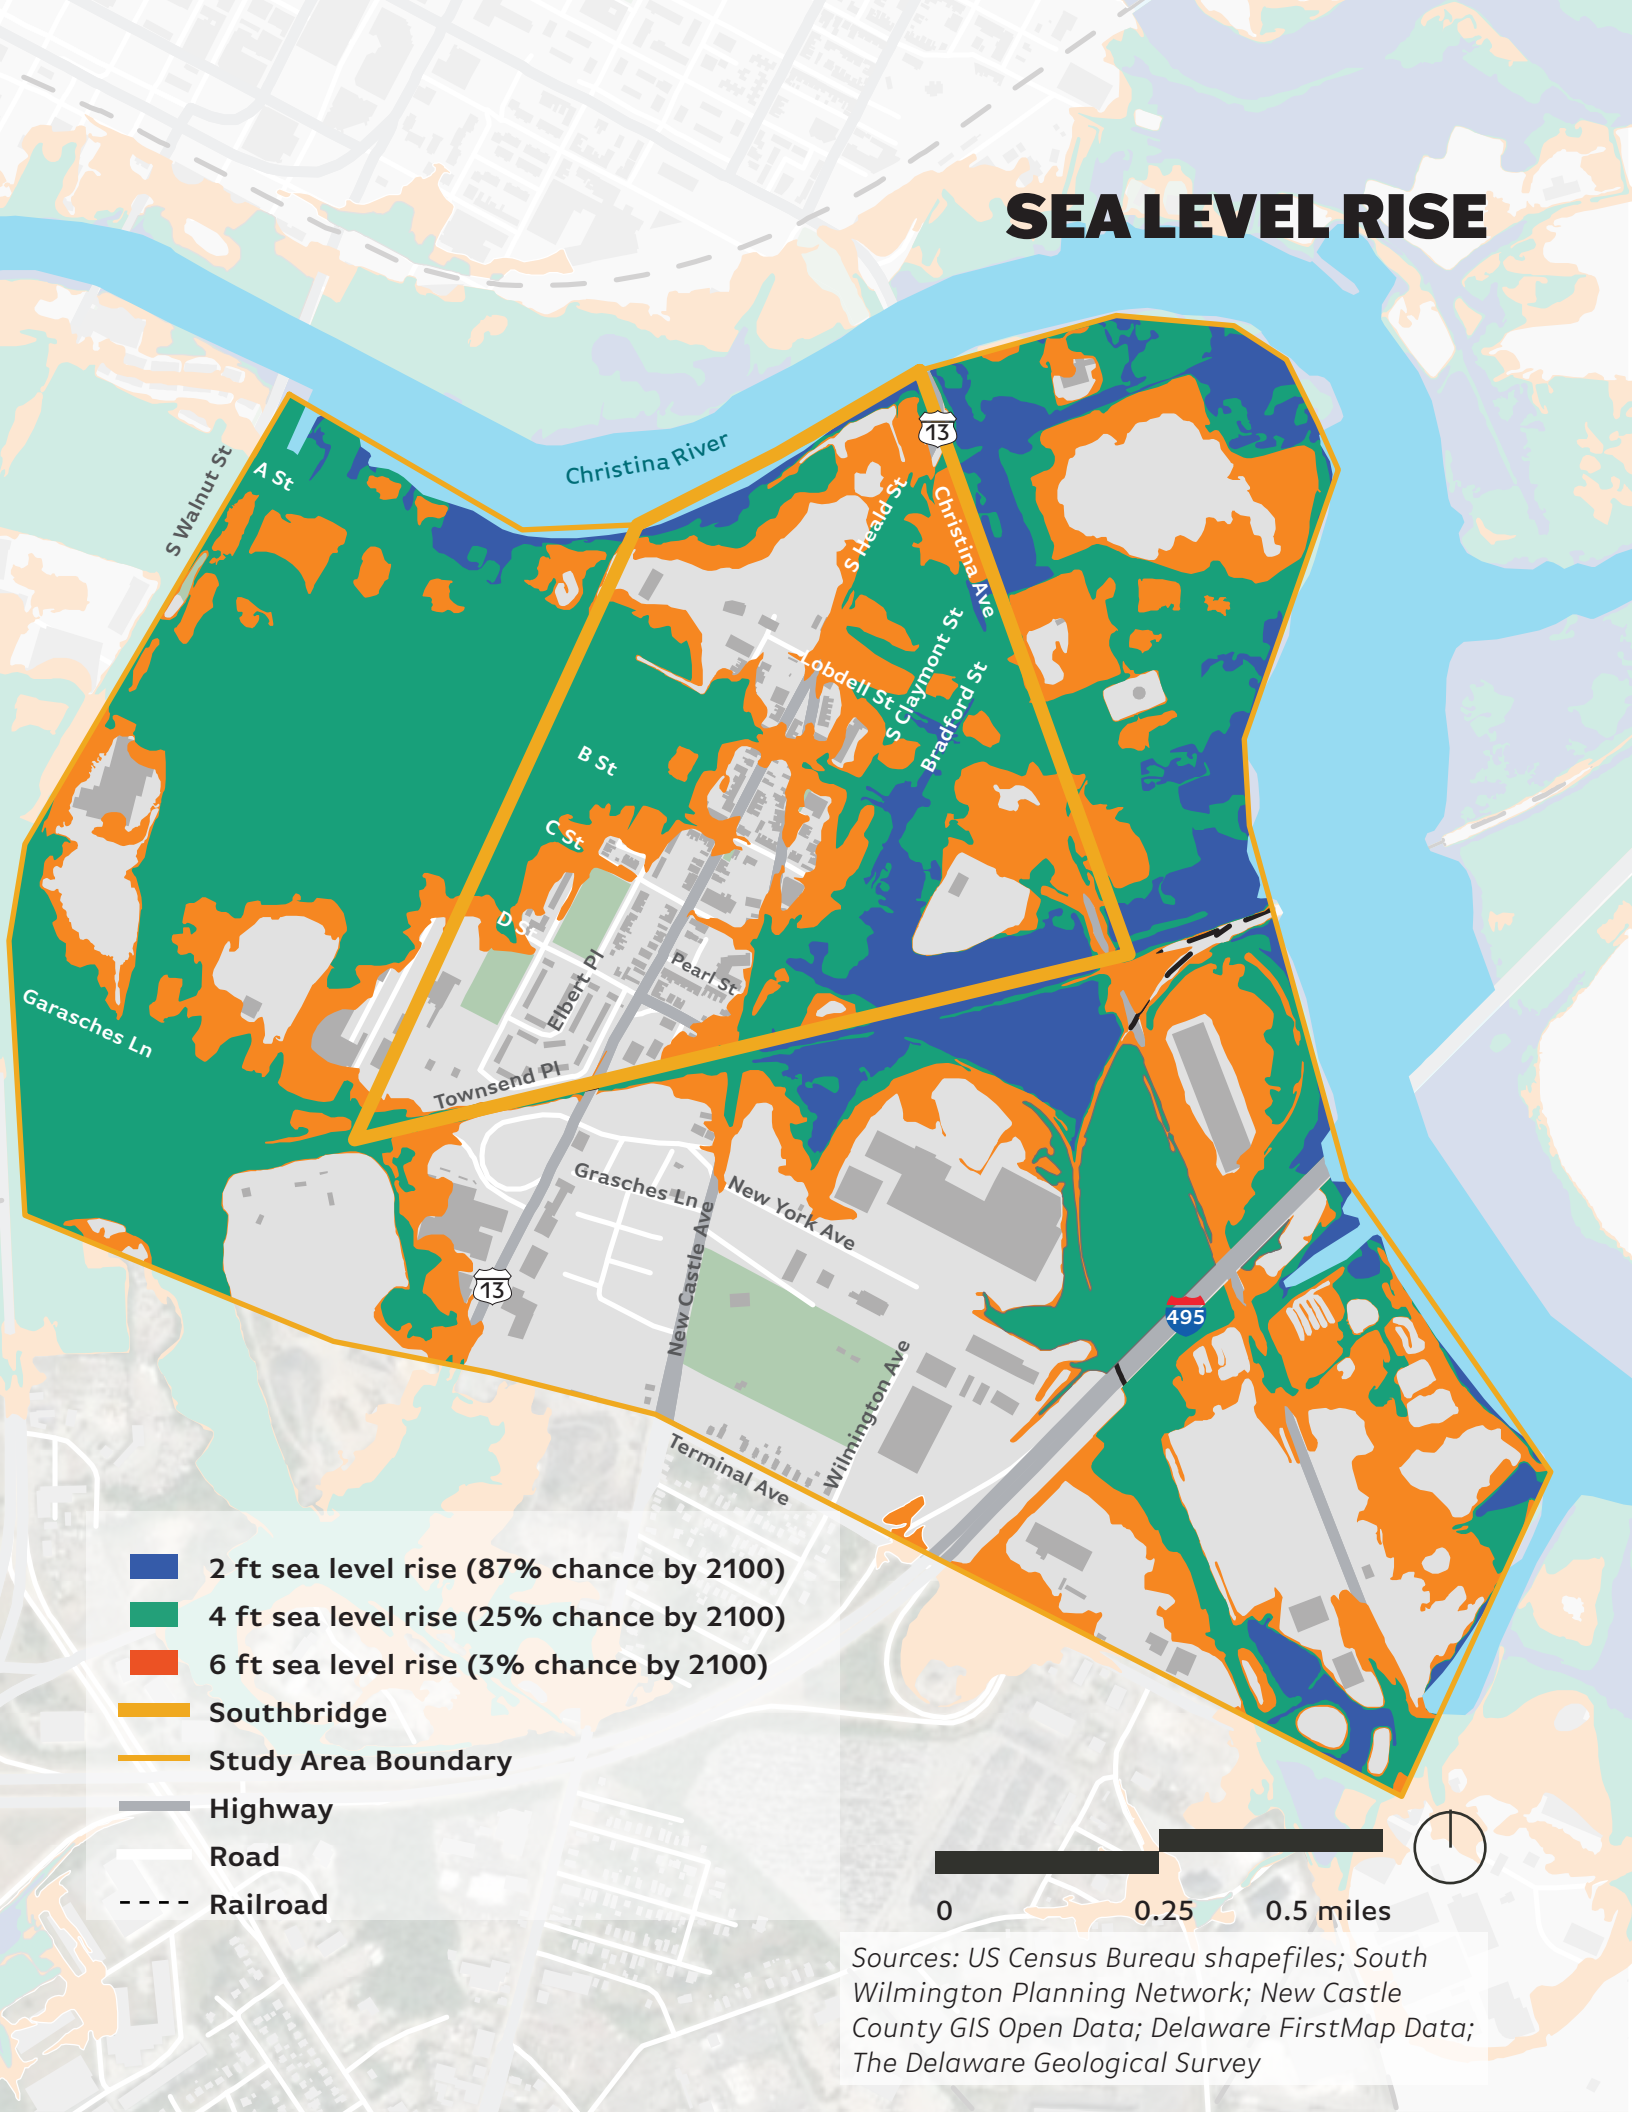 SEA LEVEL RISE
13
Christina River
S Walnut St
A St
S Heald St
Christina Ave
Lobdell St
S Claymont St
Bradford St
B St
C St
D St
Elbert Pl
Pearl St
Garasches Ln
Townsend Pl
Grasches Ln
New York Ave
New Castle Ave
13
495
Wilmington Ave
Terminal Ave
2 ft sea level rise (87% chance by 2100)
4 ft sea level rise (25% chance by 2100)
6 ft sea level rise (3% chance by 2100)
Southbridge
Study Area Boundary
Highway
Road
Railroad
0 0.25 0.5 miles
Sources: US Census Bureau shapefiles; South
Wilmington Planning Network; New Castle
County GIS Open Data; Delaware FirstMap Data;
The Delaware Geological Survey